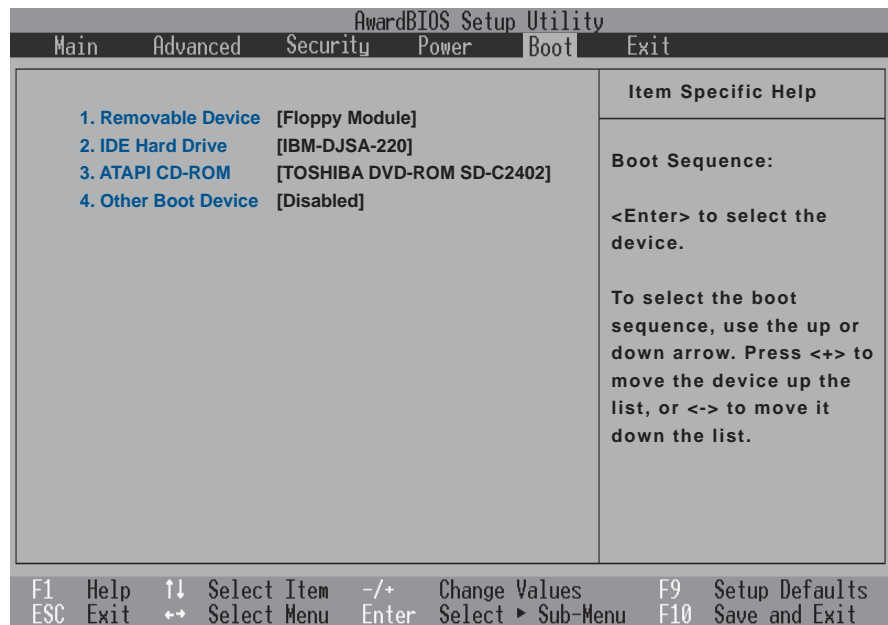 AwardBIOS Setup Utility
Main Advanced Security Power Boot Exit
1. Removable Device [Floppy Module]
2. IDE Hard Drive [IBM-DJSA-220]
3. ATAPI CD-ROM [TOSHIBA DVD-ROM SD-C2402]
4. Other Boot Device [Disabled]
Item Specific Help
Boot Sequence:
<Enter> to select the
device.
To select the boot
sequence, use the up or
down arrow. Press <+> to
move the device up the
list, or <-> to move it
down the list.
F1 Help ↑↓ Select Item -/+ Change Values F9 Setup Defaults
ESC Exit ←→ Select Menu Enter Select ► Sub-Menu F10 Save and Exit